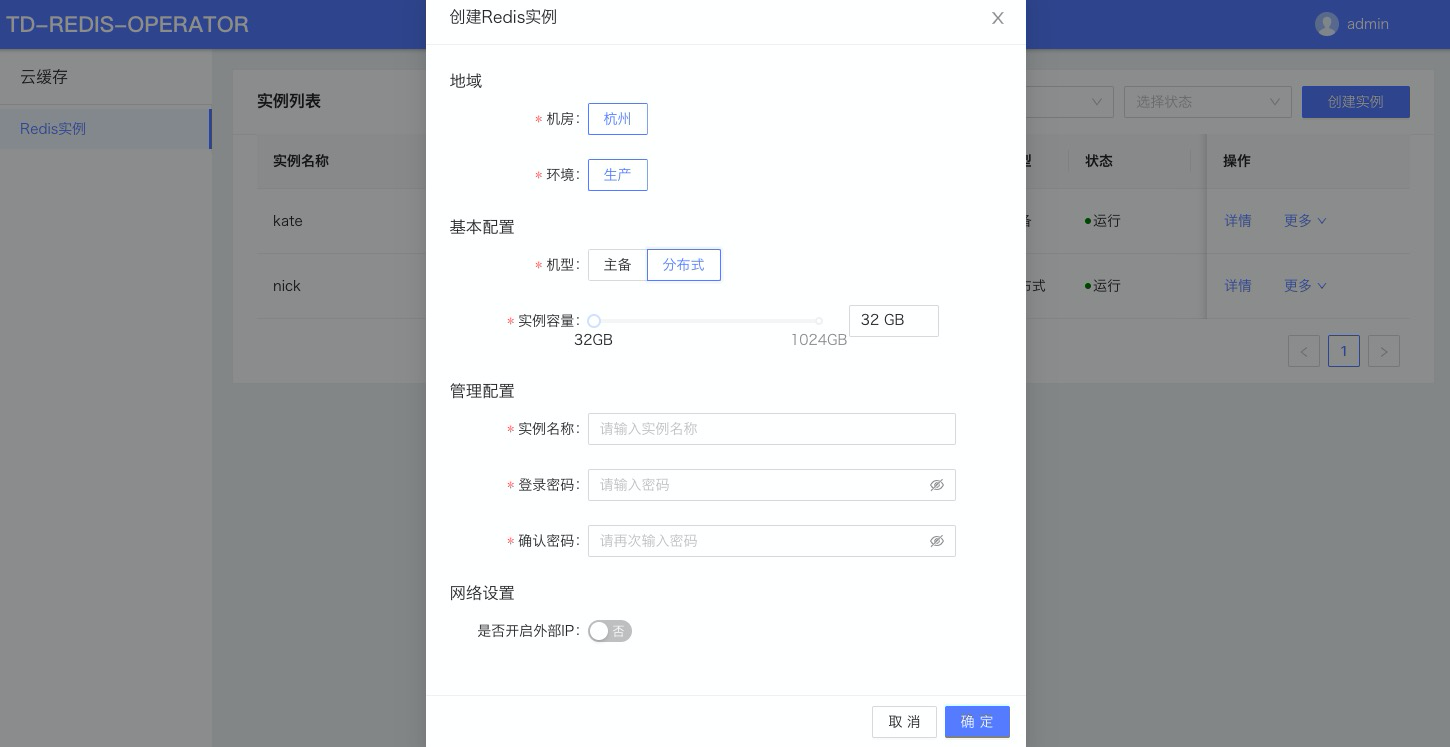 TD-REDIS-OPERATOR
admin
云缓存
Redis实例
实例列表
选择状态
创建实例
实例名称
状态
操作
kate
运行
详情
更多
nick
运行
详情
更多
1
创建Redis实例
地域
* 机房:
杭州
* 环境:
生产
基本配置
* 机型:
主备
分布式
* 实例容量:
32GB
1024GB
32 GB
管理配置
* 实例名称:
请输入实例名称
* 登录密码:
请输入密码
* 确认密码:
请再次输入密码
网络设置
是否开启外部IP:
否
取 消
确 定